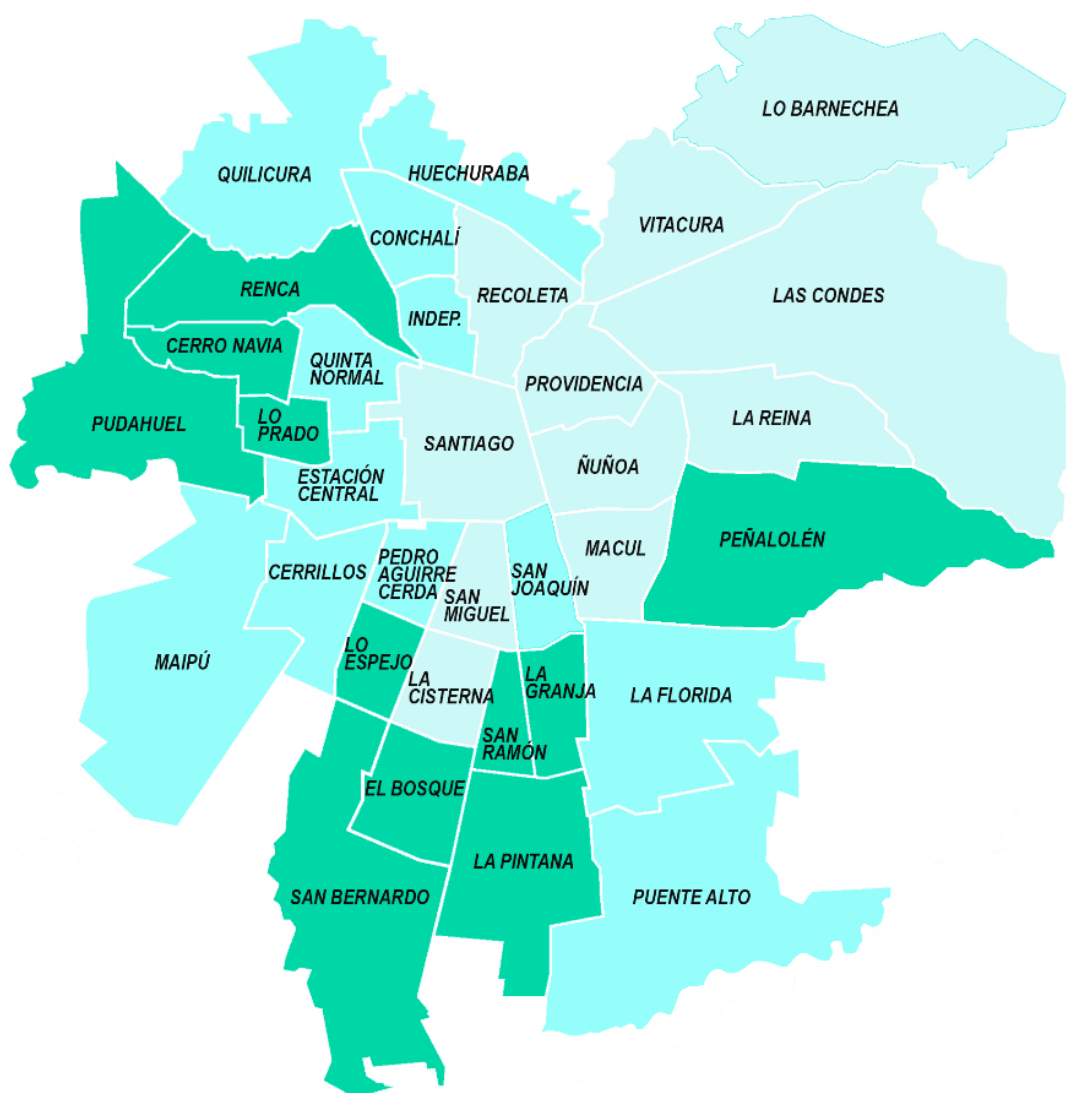 LO BARNECHEA
QUILICURA
HUECHURABA
VITACURA
CONCHALÍ
RENCA
RECOLETA
LAS CONDES
INDEP.
CERRO NAVIA
QUINTA
NORMAL
PROVIDENCIA
PUDAHUEL
LO
PRADO
SANTIAGO
LA REINA
ÑUÑOA
ESTACIÓN
CENTRAL
PEÑALOLÉN
MACUL
CERRILLOS
PEDRO
AGUIRRE
CERDA
SAN
MIGUEL
SAN
JOAQUÍN
MAIPÚ
LO
ESPEJO
LA
CISTERNA
LA
GRANJA
LA FLORIDA
SAN
RAMÓN
EL BOSQUE
LA PINTANA
SAN BERNARDO
PUENTE ALTO